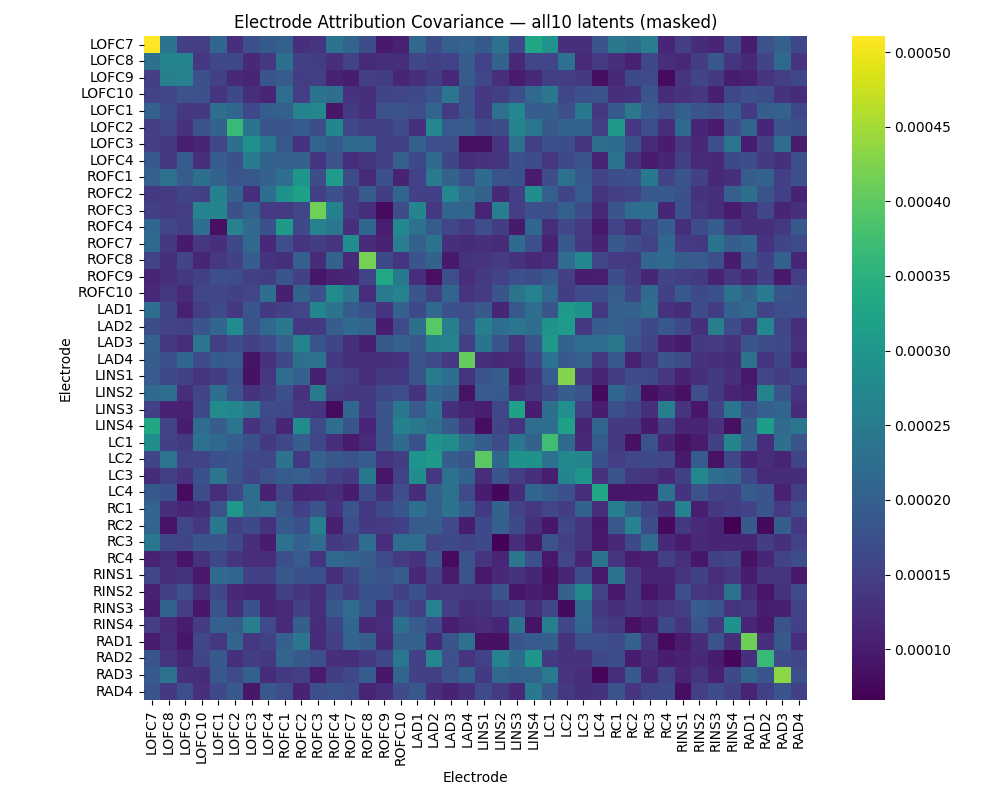 Electrode Attribution Covariance — all10 latents (masked)
LOFC7
LOFC8
LOFC9
LOFC10
LOFC1
LOFC2
LOFC3
LOFC4
ROFC1
ROFC2
ROFC3
ROFC4
ROFC7
ROFC8
ROFC9
ROFC10
LAD1
LAD2
LAD3
LAD4
LINS1
LINS2
LINS3
LINS4
LC1
LC2
LC3
LC4
RC1
RC2
RC3
RC4
RINS1
RINS2
RINS3
RINS4
RAD1
RAD2
RAD3
RAD4
Electrode
LOFC7 LOFC8 LOFC9 LOFC10 LOFC1 LOFC2 LOFC3 LOFC4 ROFC1 ROFC2 ROFC3 ROFC4 ROFC7 ROFC8 ROFC9 ROFC10 LAD1 LAD2 LAD3 LAD4 LINS1 LINS2 LINS3 LINS4 LC1 LC2 LC3 LC4 RC1 RC2 RC3 RC4 RINS1 RINS2 RINS3 RINS4 RAD1 RAD2 RAD3 RAD4
Electrode
0.00050
0.00045
0.00040
0.00035
0.00030
0.00025
0.00020
0.00015
0.00010